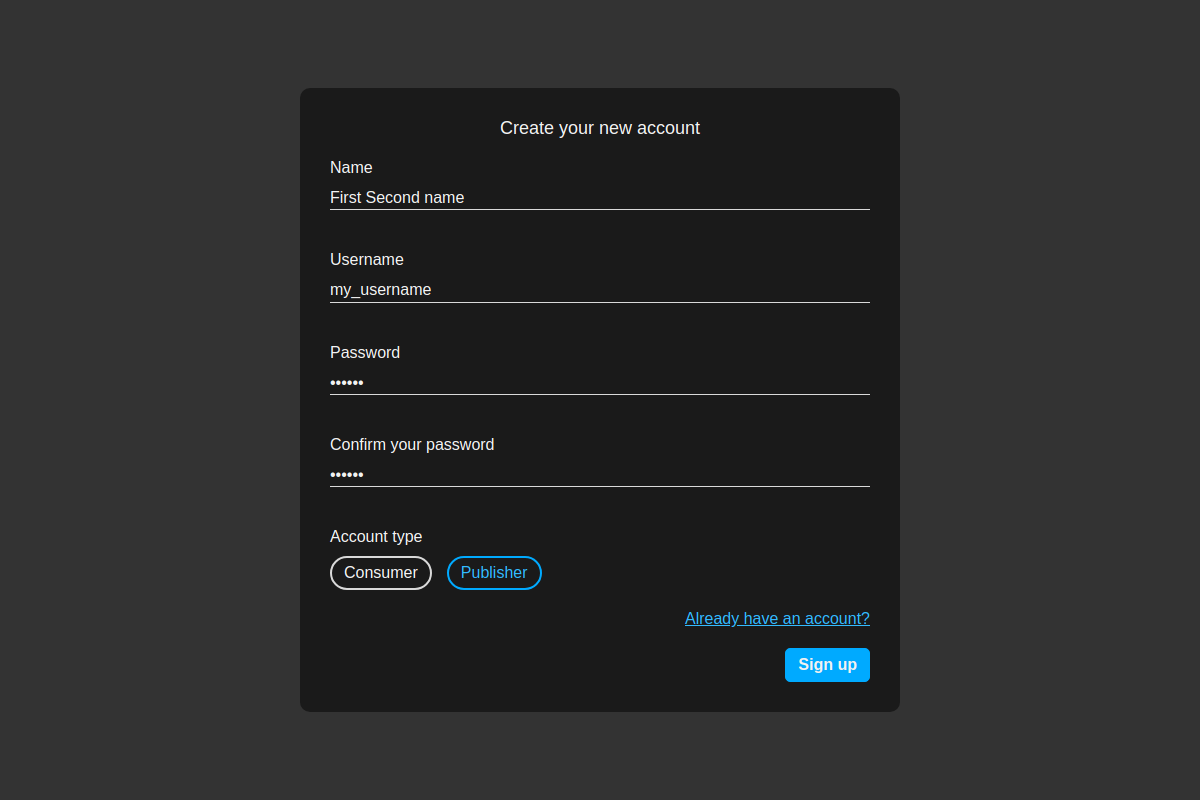 Create your new account
Name
First Second name
Username
my_username
Password
••••••
Confirm your password
••••••
Account type
Consumer Publisher
Already have an account?
Sign up